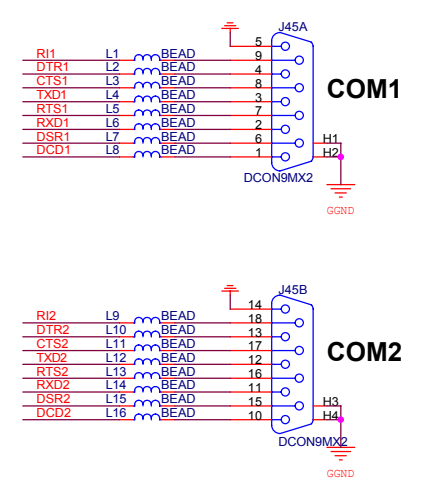 J45A
5
RI1 L1 BEAD 9
DTR1 L2 BEAD 4
CTS1 L3 BEAD 8
TXD1 L4 BEAD 3
RTS1 L5 BEAD 7
RXD1 L6 BEAD 2
DSR1 L7 BEAD 6 H1
DCD1 L8 BEAD 1 H2
COM1
DCON9MX2
GGND
J45B
14
RI2 L9 BEAD 18
DTR2 L10 BEAD 13
CTS2 L11 BEAD 17
TXD2 L12 BEAD 12
RTS2 L13 BEAD 16
RXD2 L14 BEAD 11
DSR2 L15 BEAD 15 H3
DCD2 L16 BEAD 10 H4
COM2
DCON9MX2
GGND